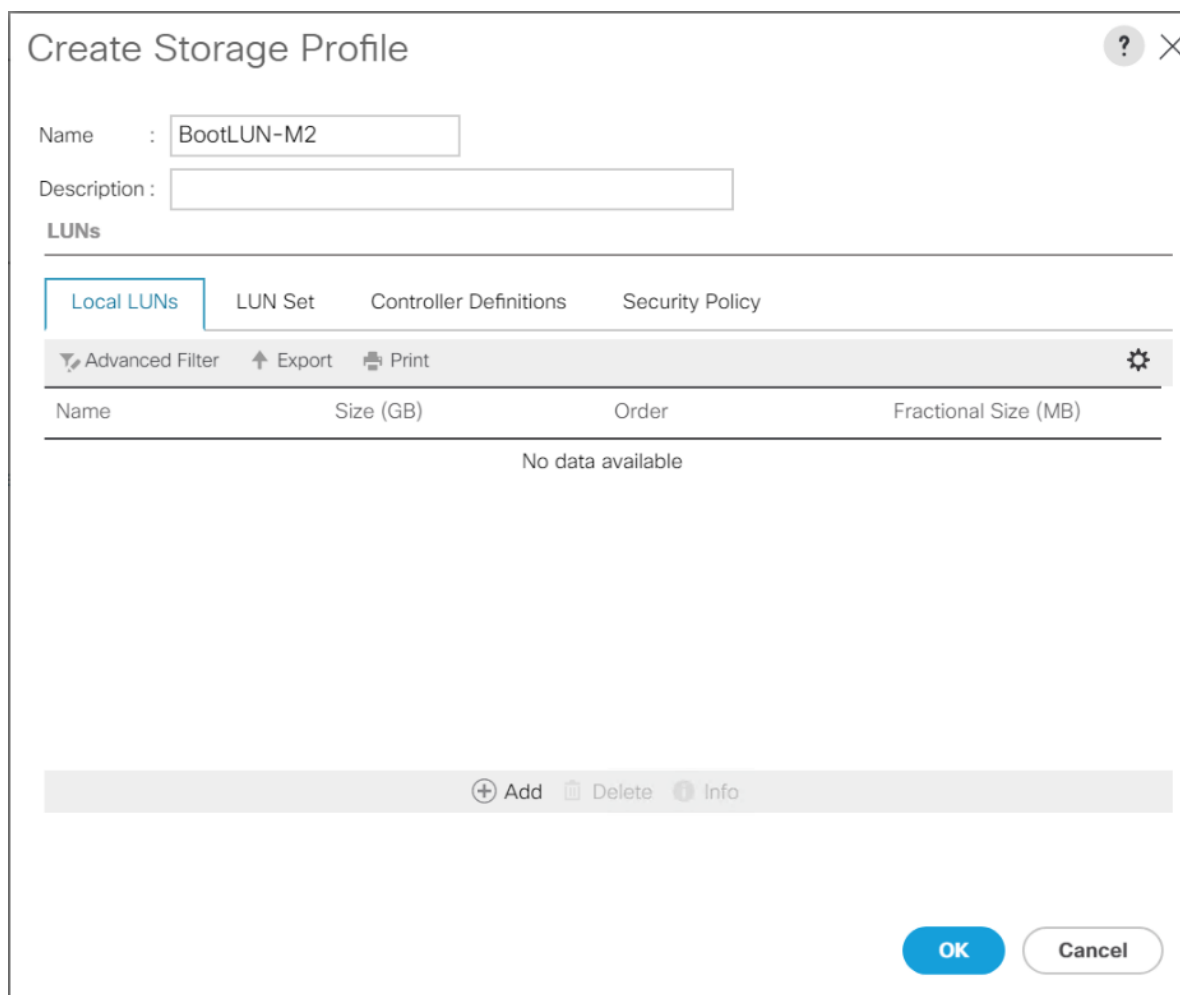 Create Storage Profile ?
Name : BootLUN-M2
Description :
LUNs
Local LUNs LUN Set Controller Definitions Security Policy
Advanced Filter Export Print
Name Size (GB) Order Fractional Size (MB)
No data available
Add Delete Info
OK Cancel